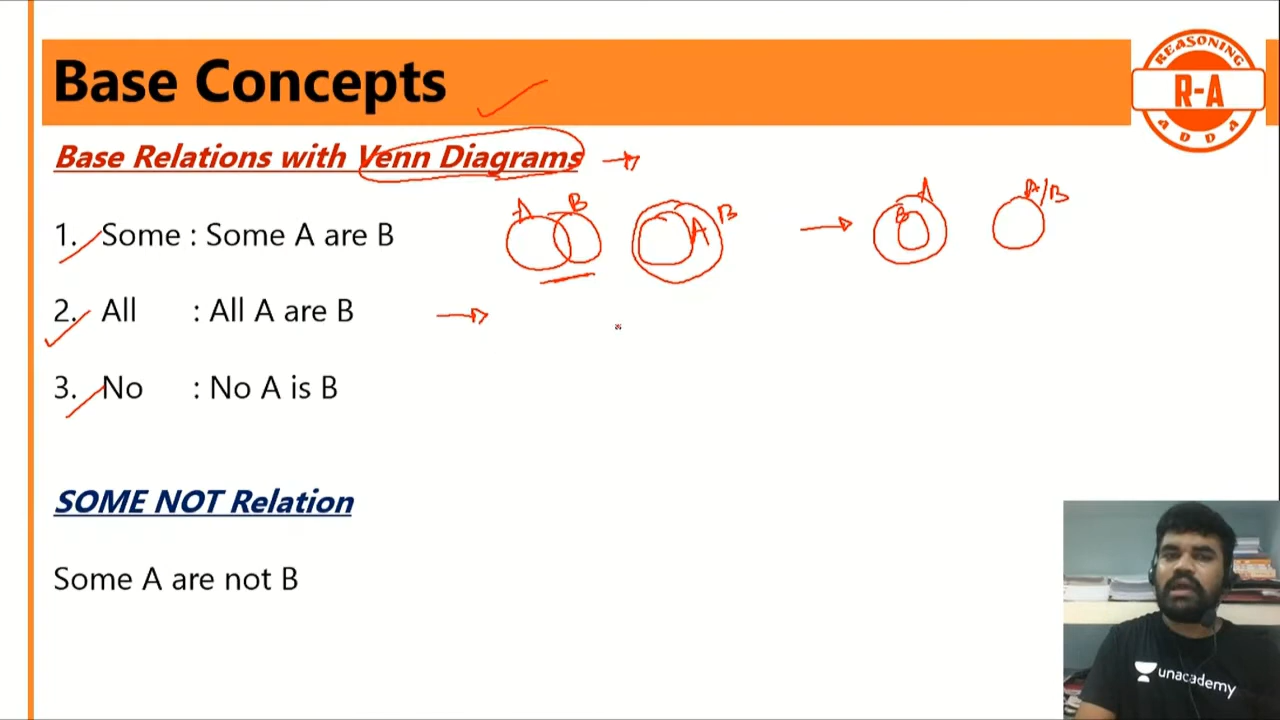 Base Concepts
REASONING
R-A
ADDA
Base Relations with Venn Diagrams
1. Some : Some A are B
A B
A B
A B
A/B
2. All : All A are B
3. No : No A is B
SOME NOT Relation
Some A are not B
unacademy